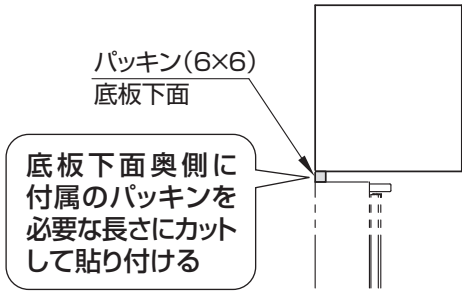 パッキン(6×6)
底板下面
底板下面奥側に
付属のパッキンを
必要な長さにカット
して貼り付ける